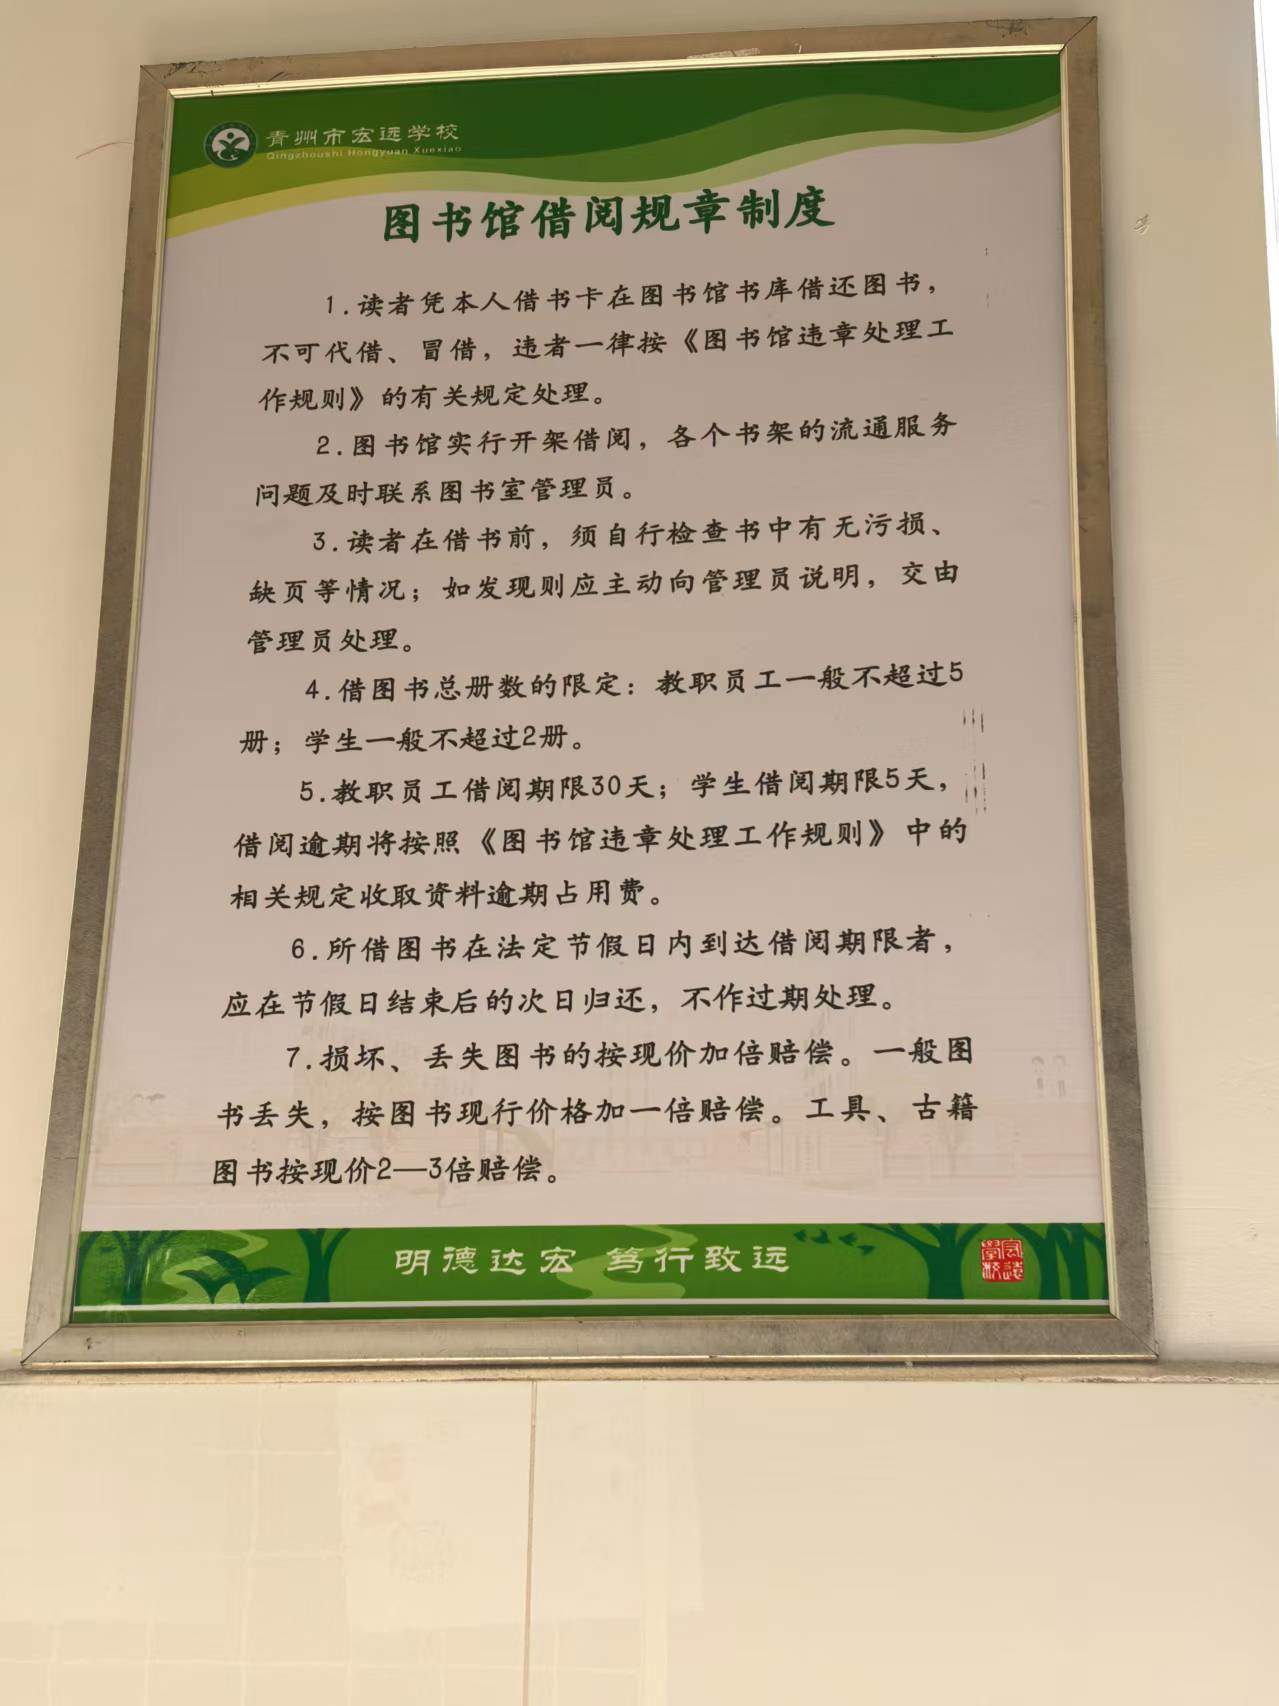 青州市宏远学校
Qingzhoushi Hongyuan Xuexiao
图书馆借阅规章制度
1.读者凭本人借书卡在图书馆书库借还图书，
不可代借、冒借，违者一律按《图书馆违章处理工
作规则》的有关规定处理。
2.图书馆实行开架借阅，各个书架的流通服务
问题及时联系图书室管理员。
3.读者在借书前，须自行检查书中有无污损、
缺页等情况；如发现则应主动向管理员说明，交由
管理员处理。
4.借图书总册数的限定：教职员工一般不超过5
册；学生一般不超过2册。
5.教职员工借阅期限30天；学生借阅期限5天，
借阅逾期将按照《图书馆违章处理工作规则》中的
相关规定收取资料逾期占用费。
6.所借图书在法定节假日内到达借阅期限者，
应在节假日结束后的次日归还，不作过期处理。
7.损坏、丢失图书的按现价加倍赔偿。一般图
书丢失，按图书现行价格加一倍赔偿。工具、古籍
图书按现价2—3倍赔偿。
明德达宏 笃行致远